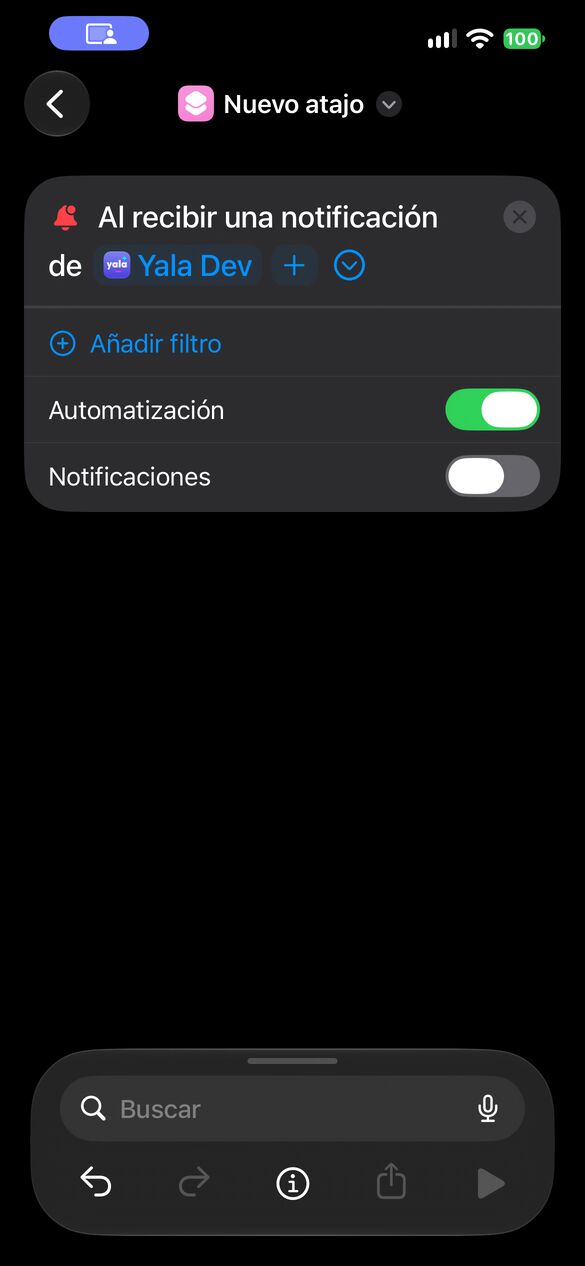 100
Nuevo atajo
Al recibir una notificación
de yala Yala Dev
Añadir filtro
Automatización
Notificaciones
Buscar